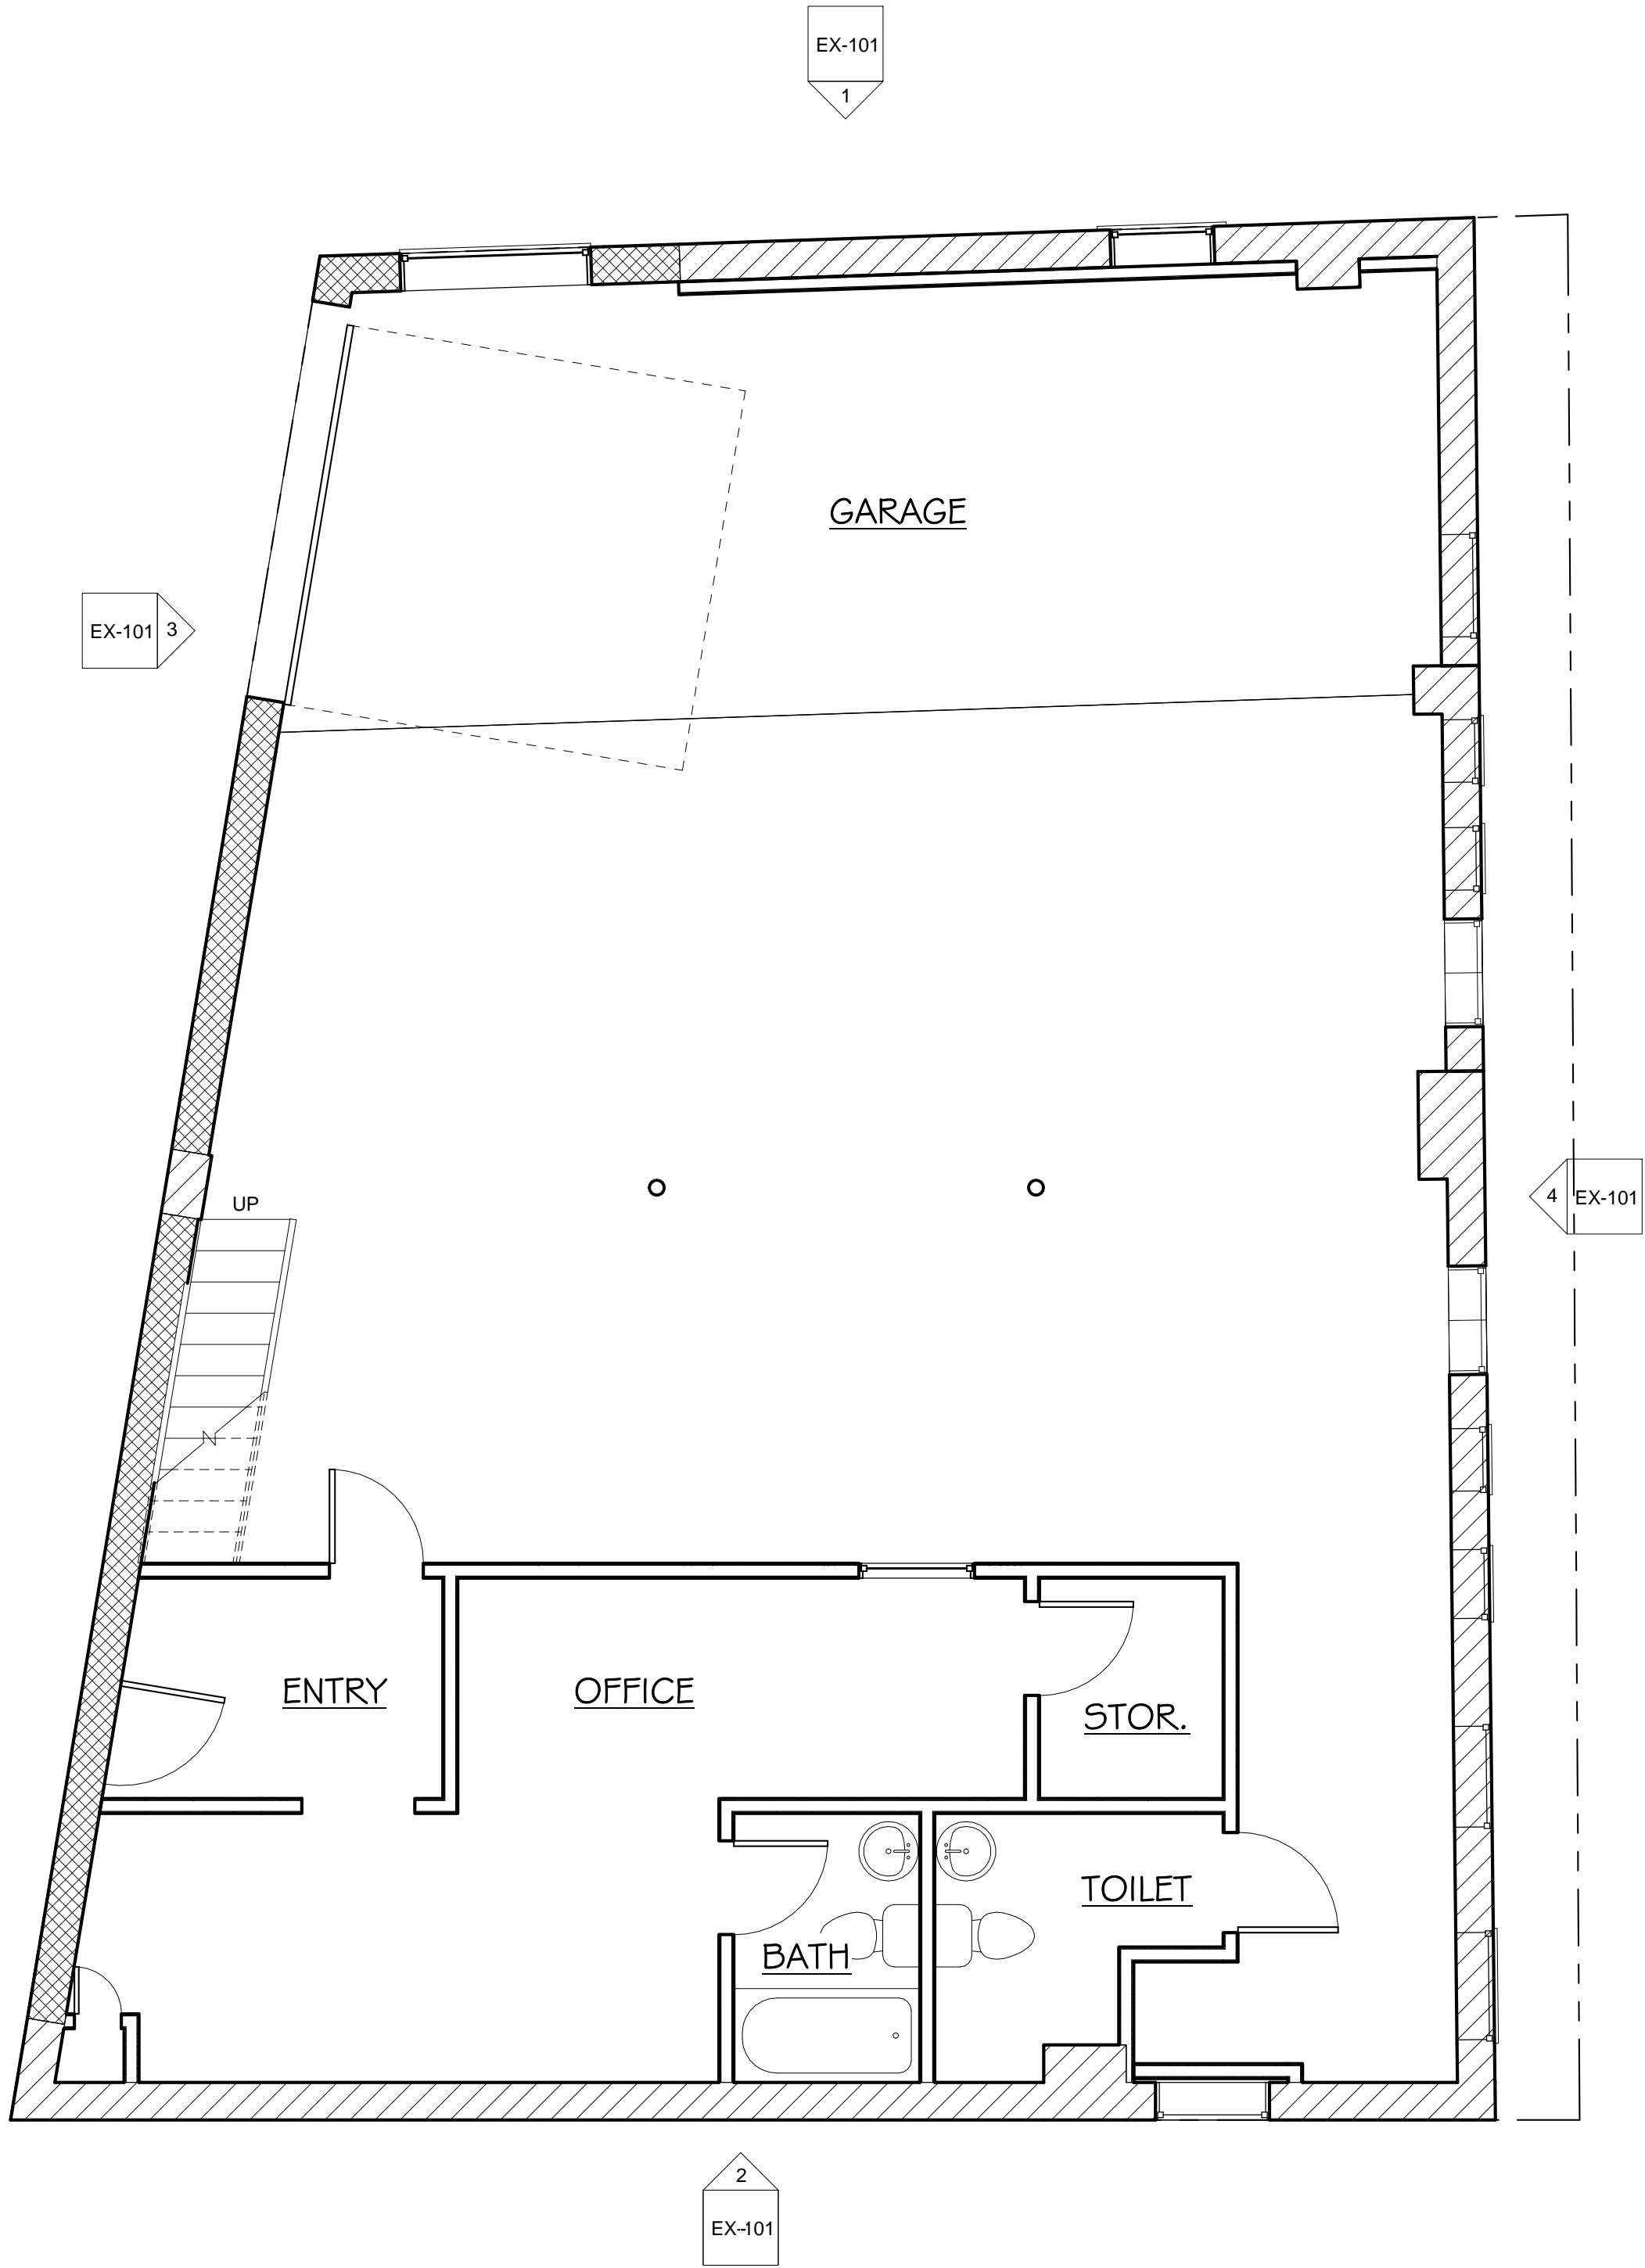 EX-101
1
GARAGE
EX-101 3
UP
4 EX-101
ENTRY
OFFICE
STOR.
TOILET
BATH
2
EX-101